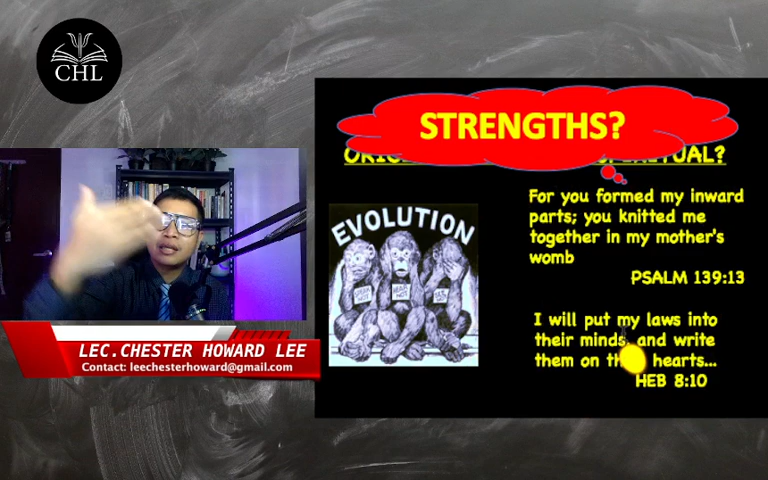 CHL
STRENGTHS?
For you formed my inward
parts; you knitted me
together in my mother's
womb
PSALM 139:13
EVOLUTION
I will put my laws into
their minds, and write
them on hearts...
HEB 8:10
LEC.CHESTER HOWARD LEE
Contact: leechesterhoward@gmail.com